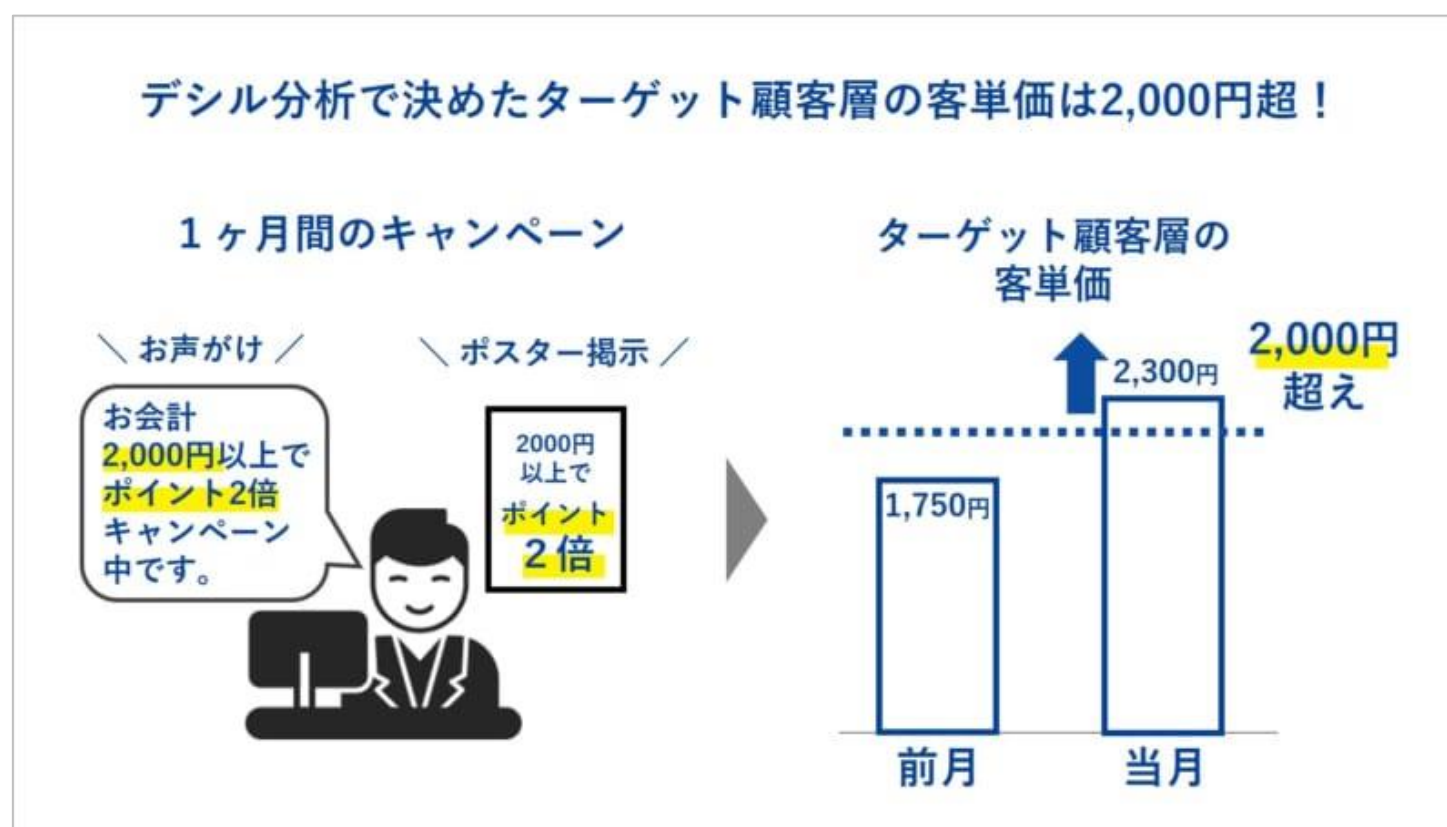 デシル分析で決めたターゲット顧客層の客単価は2,000円超！
１ヶ月間のキャンペーン
＼ お声がけ ／
お会計
2,000円以上で
ポイント2倍
キャンペーン
中です。
＼ ポスター掲示 ／
2000円
以上で
ポイント
２倍
ターゲット顧客層の
客単価
2,000円
超え
2,300円
1,750円
前月
当月